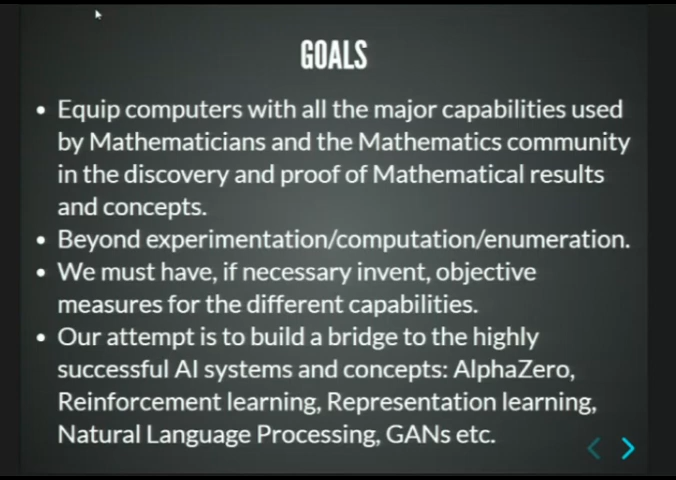 GOALS
• Equip computers with all the major capabilities used
by Mathematicians and the Mathematics community
in the discovery and proof of Mathematical results
and concepts.
• Beyond experimentation/computation/enumeration.
• We must have, if necessary invent, objective
measures for the different capabilities.
• Our attempt is to build a bridge to the highly
successful AI systems and concepts: AlphaZero,
Reinforcement learning, Representation learning,
Natural Language Processing, GANs etc.